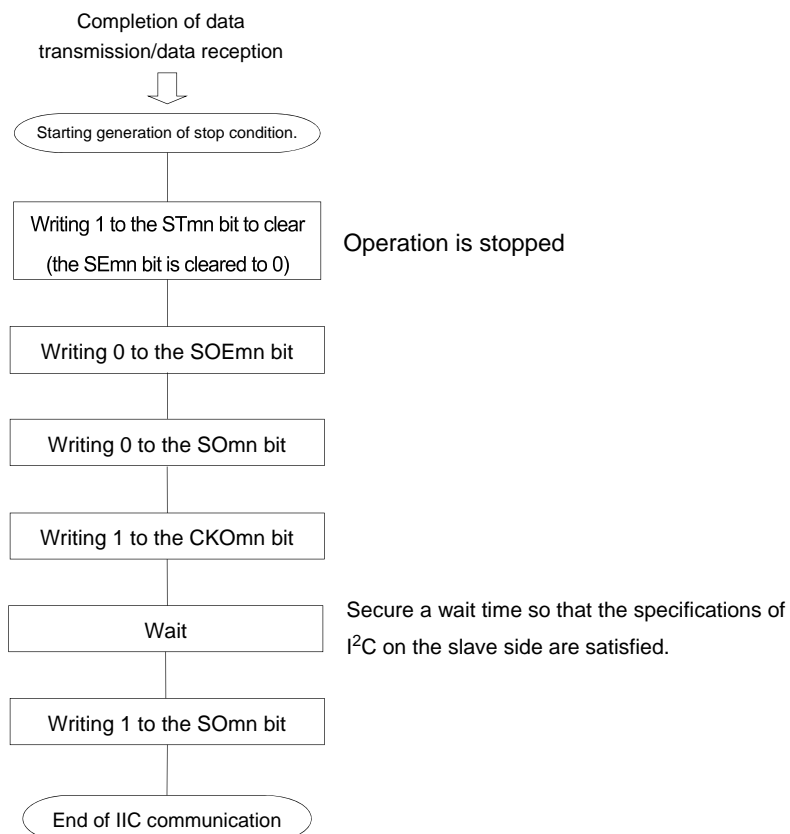 Completion of data
transmission/data reception
Starting generation of stop condition.
Writing 1 to the STmn bit to clear
(the SEmn bit is cleared to 0)
Operation is stopped
Writing 0 to the SOEmn bit
Writing 0 to the SOmn bit
Writing 1 to the CKOmn bit
Wait
Secure a wait time so that the specifications of
I²C on the slave side are satisfied.
Writing 1 to the SOmn bit
End of IIC communication